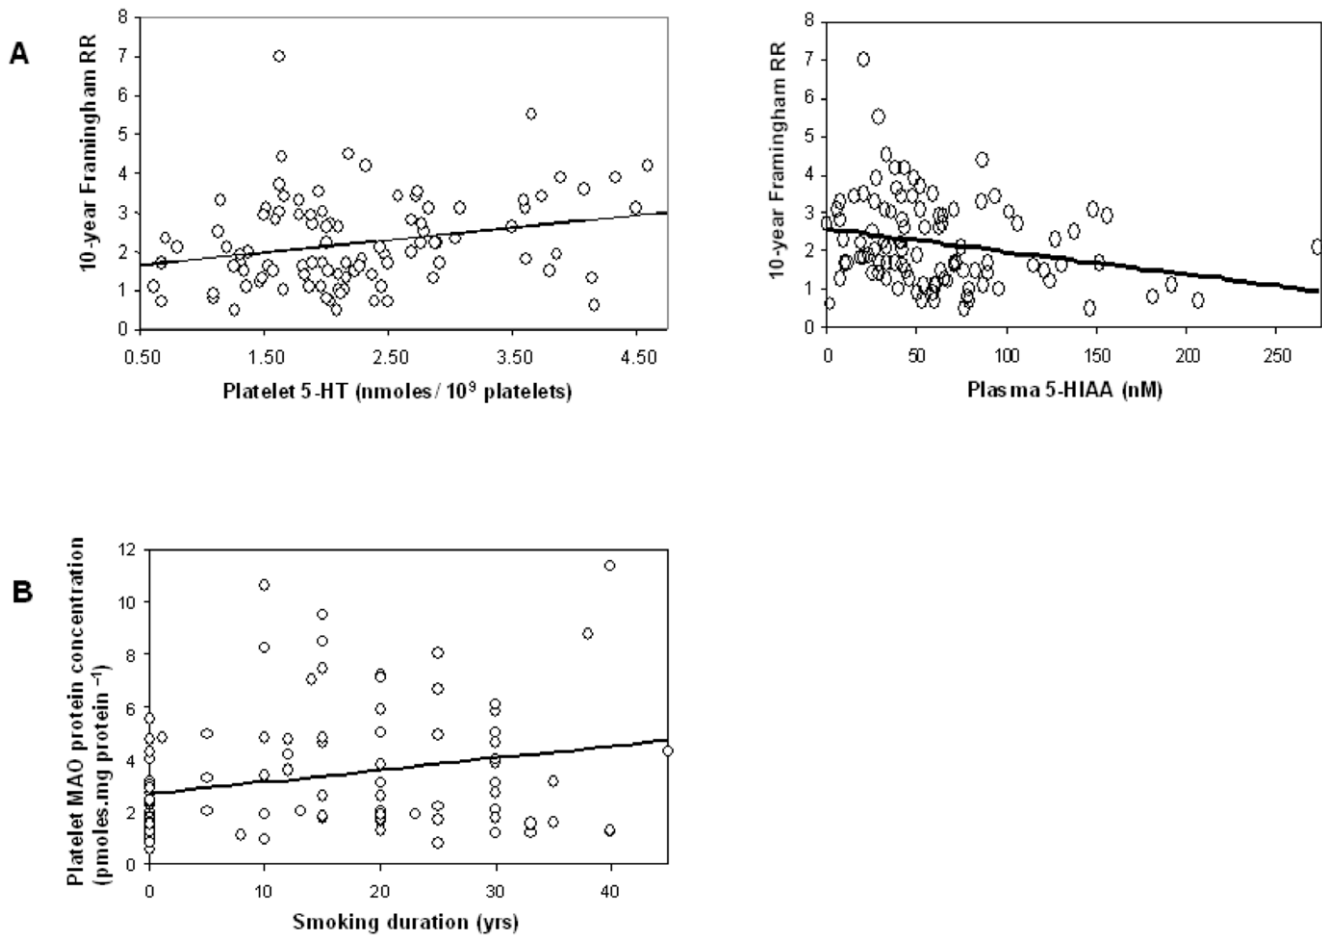 A
10-year Framingham RR
8
7
6
5
4
3
2
1
0
0.50 1.50 2.50 3.50 4.50
Platelet 5-HT (nmoles / 10⁹ platelets)
10-year Framingham RR
8
7
6
5
4
3
2
1
0
0 50 100 150 200 250
Plasma 5-HIAA (nM)
B
Platelet MAO protein concentration
(pmoles.mg protein ⁻¹)
12
10
8
6
4
2
0
0 10 20 30 40
Smoking duration (yrs)